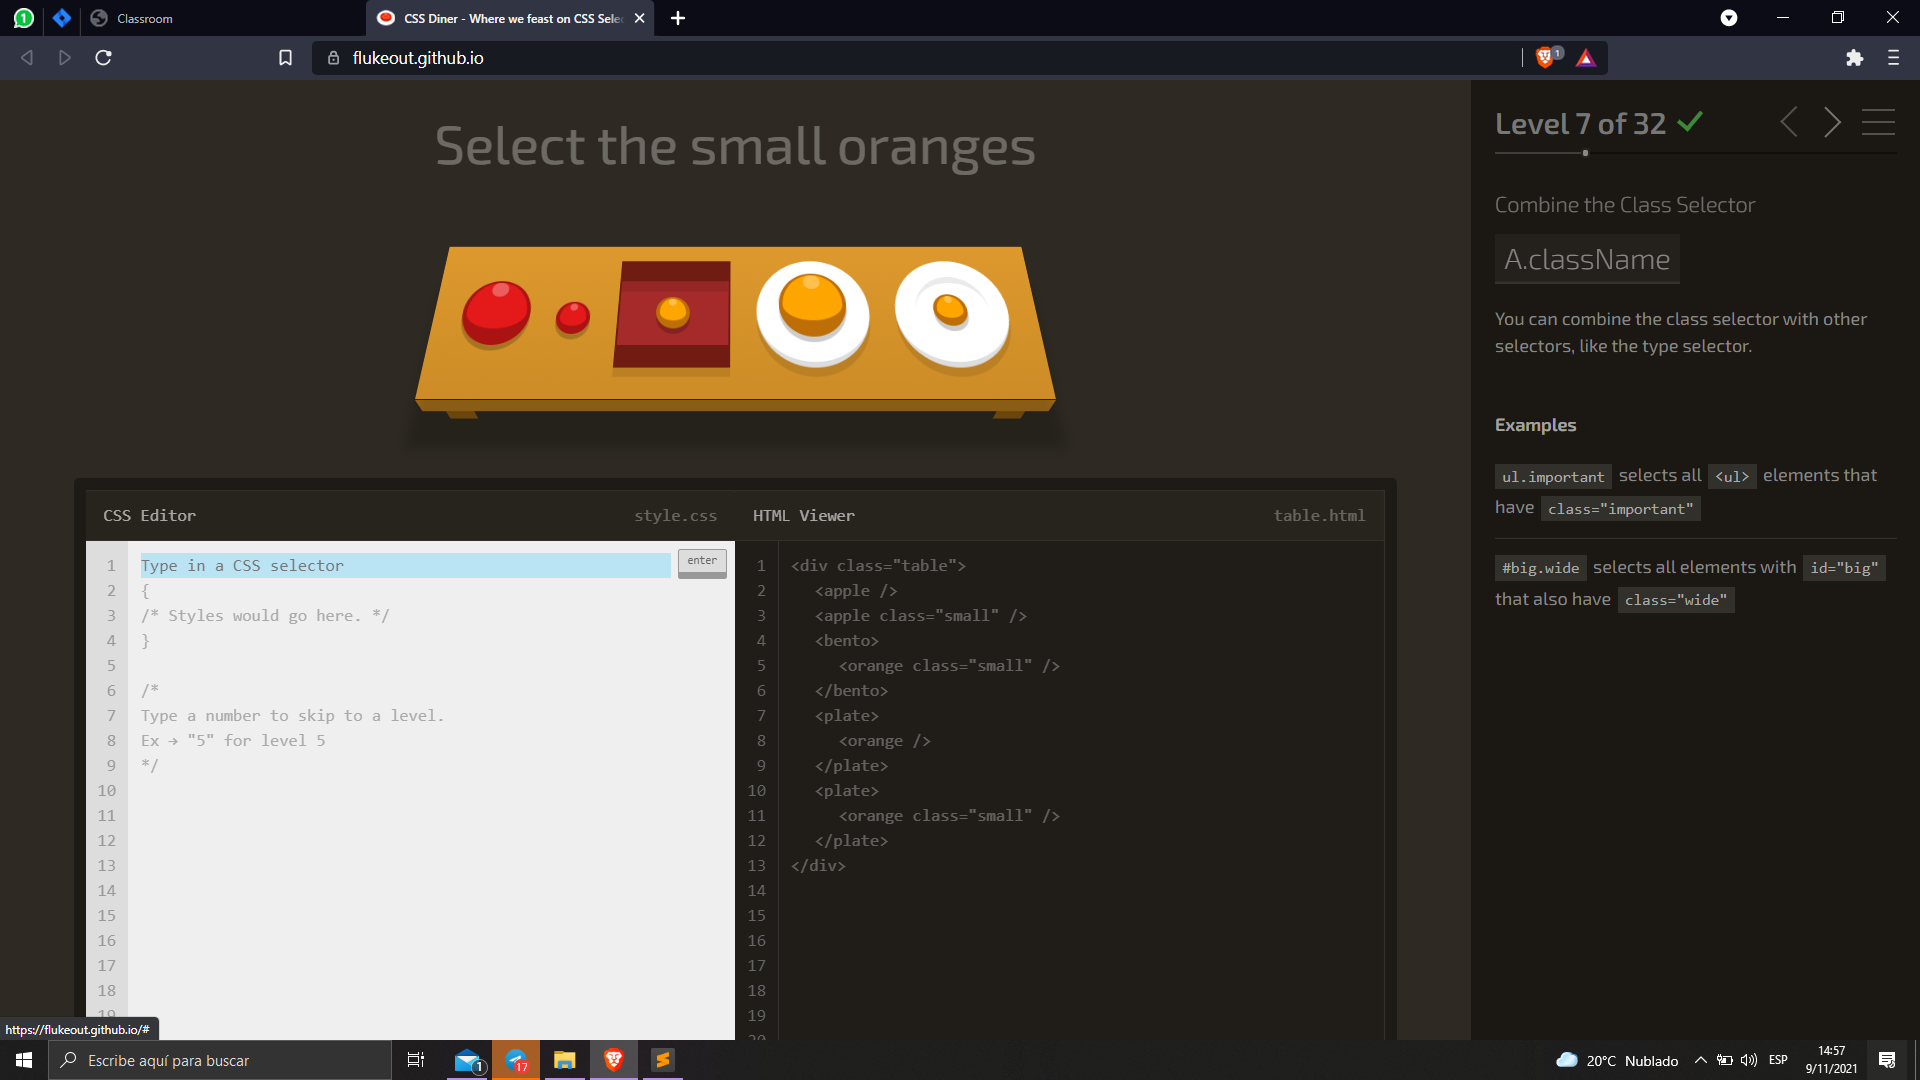 Classroom
CSS Diner - Where we feast on CSS Sele
flukeout.github.io
1
Select the small oranges
Level 7 of 32
Combine the Class Selector
A.className
You can combine the class selector with other
selectors, like the type selector.
Examples
ul.important selects all <ul> elements that
have class="important"
#big.wide selects all elements with id="big"
that also have class="wide"
CSS Editor style.css
1 Type in a CSS selector enter
2 {
3 /* Styles would go here. */
4 }
5
6 /*
7 Type a number to skip to a level.
8 Ex → "5" for level 5
9 */
10
11
12
13
14
15
16
17
18
19
HTML Viewer table.html
1 <div class="table">
2 <apple />
3 <apple class="small" />
4 <bento>
5 <orange class="small" />
6 </bento>
7 <plate>
8 <orange />
9 </plate>
10 <plate>
11 <orange class="small" />
12 </plate>
13 </div>
14
15
16
17
18
19
20
https://flukeout.github.io/#
Escribe aquí para buscar
1
17
20°C Nublado
ESP
14:57
9/11/2021